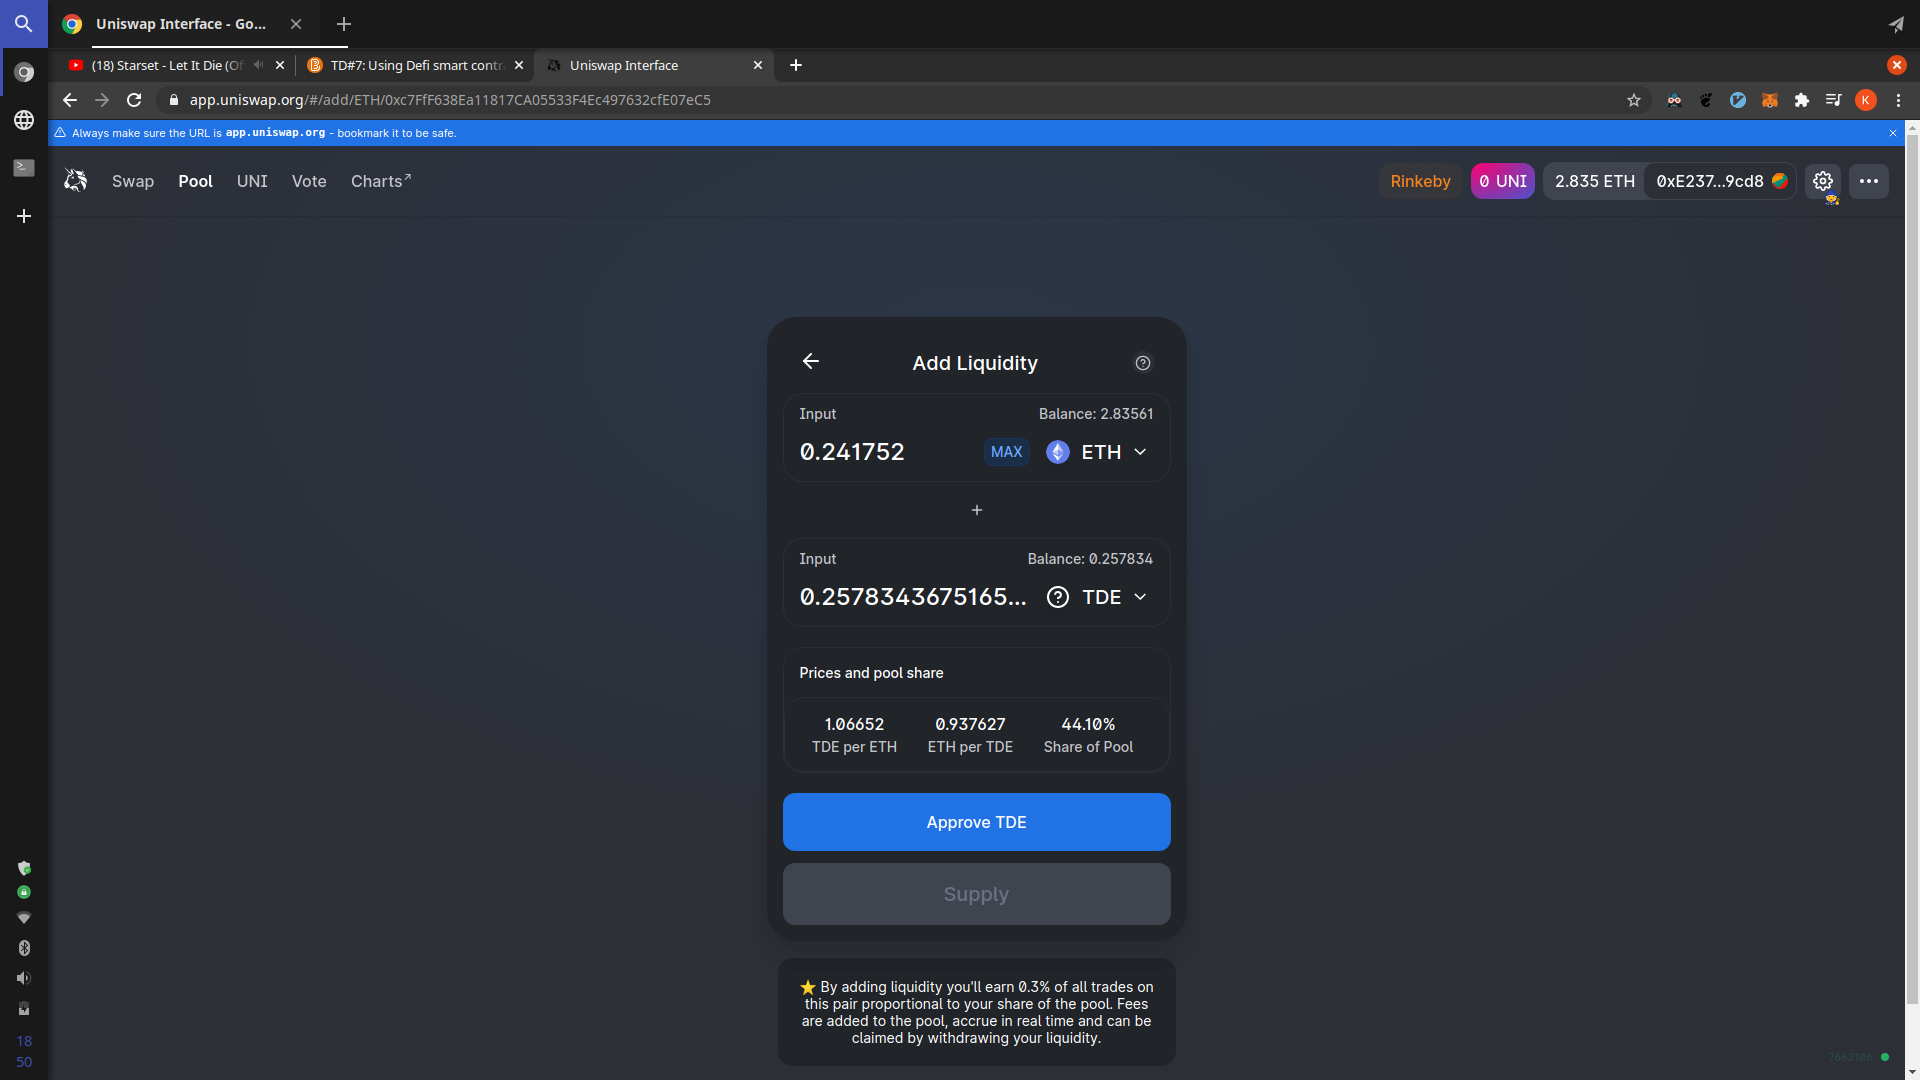 Uniswap Interface - Go...
(18) Starset - Let It Die (Of
TD#7: Using Defi smart contr
Uniswap Interface
app.uniswap.org/#/add/ETH/0xc7FfF638Ea11817CA05533F4Ec497632cfE07eC5
K
Always make sure the URL is app.uniswap.org - bookmark it to be safe.
Swap
Pool
UNI
Vote
Charts↗
Rinkeby
0 UNI
2.835 ETH
0xE237...9cd8
Add Liquidity
Input
Balance: 2.83561
0.241752
MAX
ETH
+
Input
Balance: 0.257834
0.2578343675165...
TDE
Prices and pool share
1.06652
0.937627
44.10%
TDE per ETH
ETH per TDE
Share of Pool
Approve TDE
Supply
⭐ By adding liquidity you'll earn 0.3% of all trades on
this pair proportional to your share of the pool. Fees
are added to the pool, accrue in real time and can be
claimed by withdrawing your liquidity.
7662106
18
50